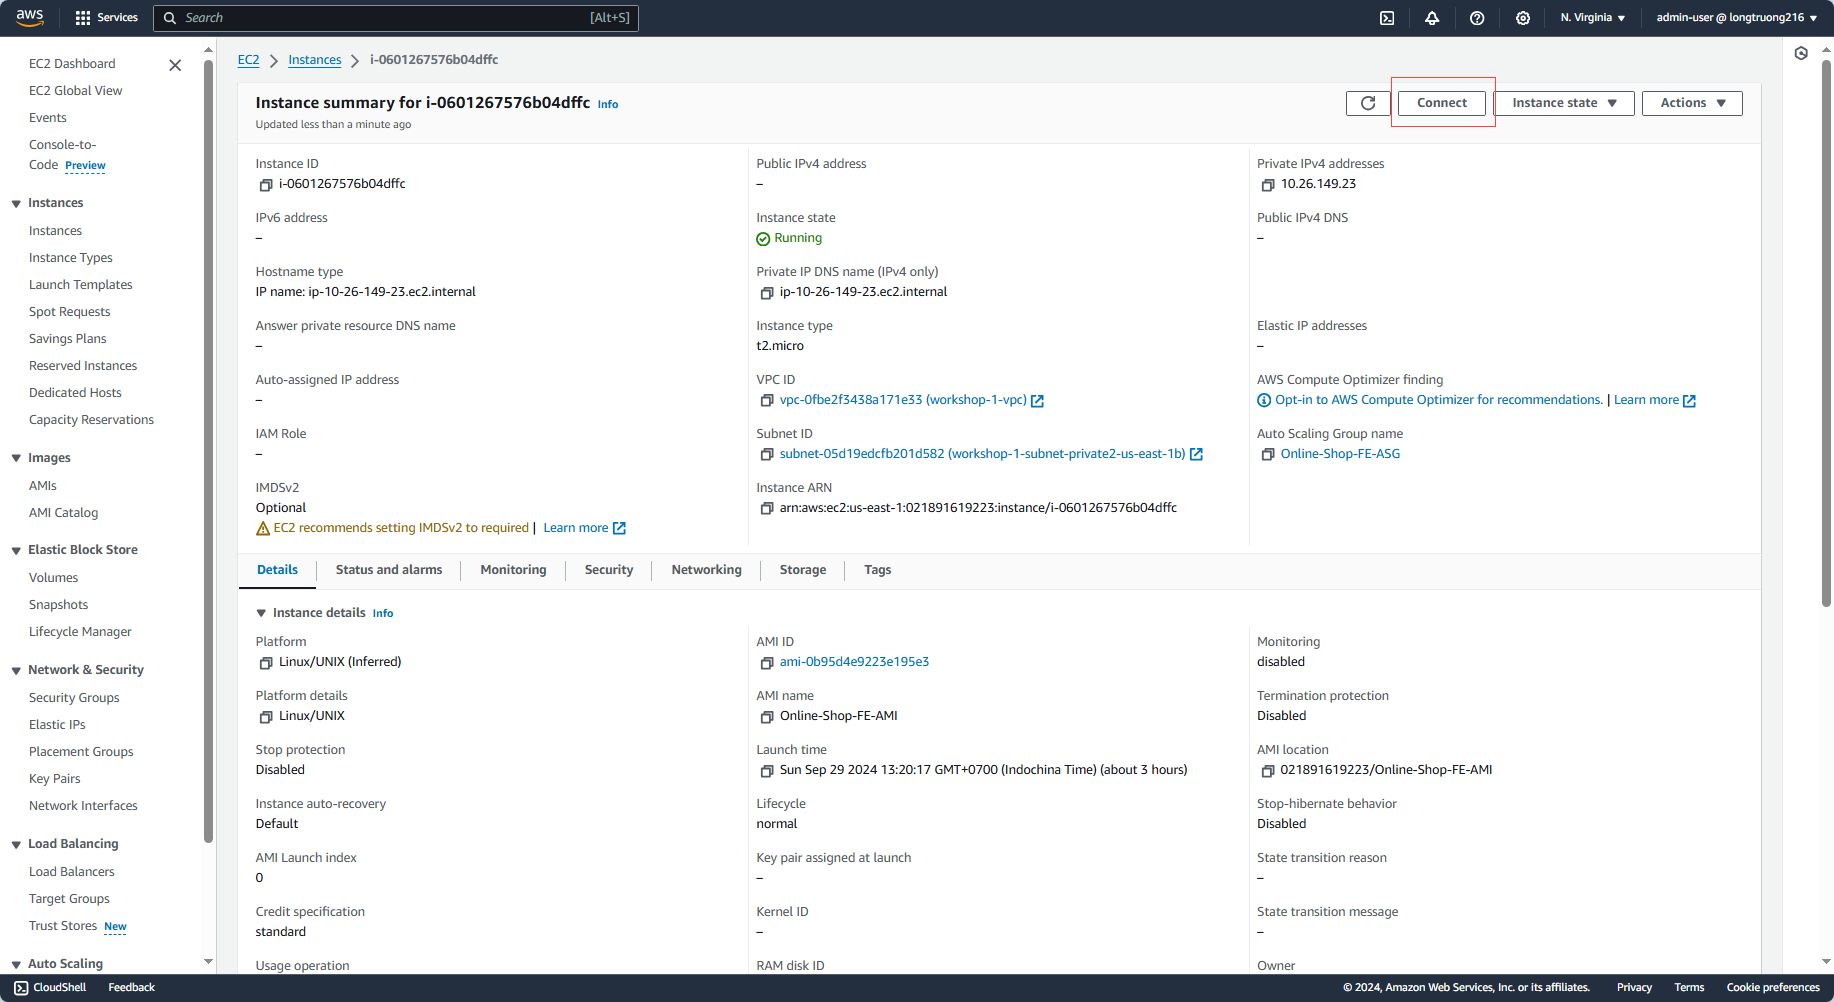 aws
Services
Search
[Alt+S]
N. Virginia
admin-user @ longtruong216
EC2 Dashboard
EC2 Global View
Events
Console-to-
Code Preview
Instances
Instances
Instance Types
Launch Templates
Spot Requests
Savings Plans
Reserved Instances
Dedicated Hosts
Capacity Reservations
Images
AMIs
AMI Catalog
Elastic Block Store
Volumes
Snapshots
Lifecycle Manager
Network & Security
Security Groups
Elastic IPs
Placement Groups
Key Pairs
Network Interfaces
Load Balancing
Load Balancers
Target Groups
Trust Stores New
Auto Scaling
EC2 > Instances > i-0601267576b04dffc
Instance summary for i-0601267576b04dffc Info
Updated less than a minute ago
Connect
Instance state
Actions
Instance ID
i-0601267576b04dffc
Public IPv4 address
–
Private IPv4 addresses
10.26.149.23
IPv6 address
–
Instance state
Running
Public IPv4 DNS
–
Hostname type
IP name: ip-10-26-149-23.ec2.internal
Private IP DNS name (IPv4 only)
ip-10-26-149-23.ec2.internal
Answer private resource DNS name
–
Instance type
t2.micro
Elastic IP addresses
–
Auto-assigned IP address
–
VPC ID
vpc-0fbe2f3438a171e33 (workshop-1-vpc)
AWS Compute Optimizer finding
Opt-in to AWS Compute Optimizer for recommendations. | Learn more
IAM Role
–
Subnet ID
subnet-05d19edcfb201d582 (workshop-1-subnet-private2-us-east-1b)
Auto Scaling Group name
Online-Shop-FE-ASG
IMDSv2
Optional
EC2 recommends setting IMDSv2 to required | Learn more
Instance ARN
arn:aws:ec2:us-east-1:021891619223:instance/i-0601267576b04dffc
Details
Status and alarms
Monitoring
Security
Networking
Storage
Tags
Instance details Info
Platform
Linux/UNIX (Inferred)
AMI ID
ami-0b95d4e9223e195e3
Monitoring
disabled
Platform details
Linux/UNIX
AMI name
Online-Shop-FE-AMI
Termination protection
Disabled
Stop protection
Disabled
Launch time
Sun Sep 29 2024 13:20:17 GMT+0700 (Indochina Time) (about 3 hours)
AMI location
021891619223/Online-Shop-FE-AMI
Instance auto-recovery
Default
Lifecycle
normal
Stop-hibernate behavior
Disabled
AMI Launch index
0
Key pair assigned at launch
–
State transition reason
–
Credit specification
standard
Kernel ID
–
State transition message
–
Usage operation
RAM disk ID
Owner
CloudShell
Feedback
© 2024, Amazon Web Services, Inc. or its affiliates.
Privacy
Terms
Cookie preferences